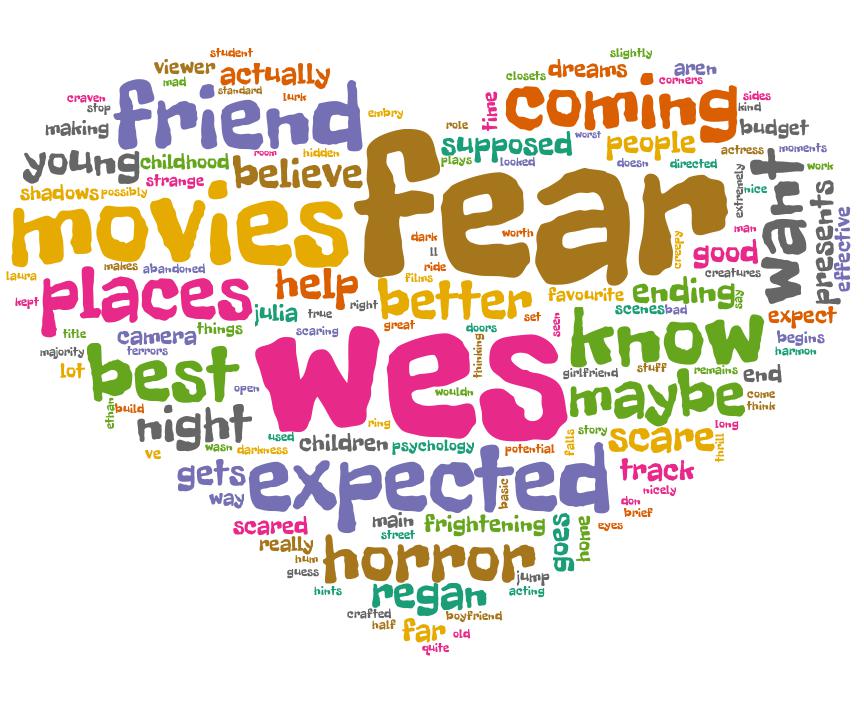 student
slightly
viewer
actually
closets
dreams
aren
mad
standard
corners
craven
lurk
stop
friend
embry
time
coming
sides
kind
making
role
budget
supposed
worst
people
young
childhood
room
hidden
believe
plays
looked
doesn
directed
actress
moments
work
strange
fear
want
shadows
possibly
extremely
nice
presents
effective
movies
dark
worth
man
ll
creepy
good
laura
makes
abandoned
ride
creatures
kept
places
help
films
better
favourite
ending
say
julia
true
right
set
scenes
bad
expect
title
things
great
doors
seen
camera
scaring
know
begins
majority
terrors
wes
thinking
harmon
lot
best
open
girlfriend
stuff
remains
end
wouldn
maybe
come
think
ethan
build
night
ring
long
used
children
psychology
potential
falls
story
scare
thrill
ve
wasn
darkness
gets
expected
track
way
basic
nicely
don
brief
scared
main
frightening
goes
home
eyes
street
really
hum
horror
guess
jump
hints
regan
acting
crafted
boyfriend
half
far
old
quite